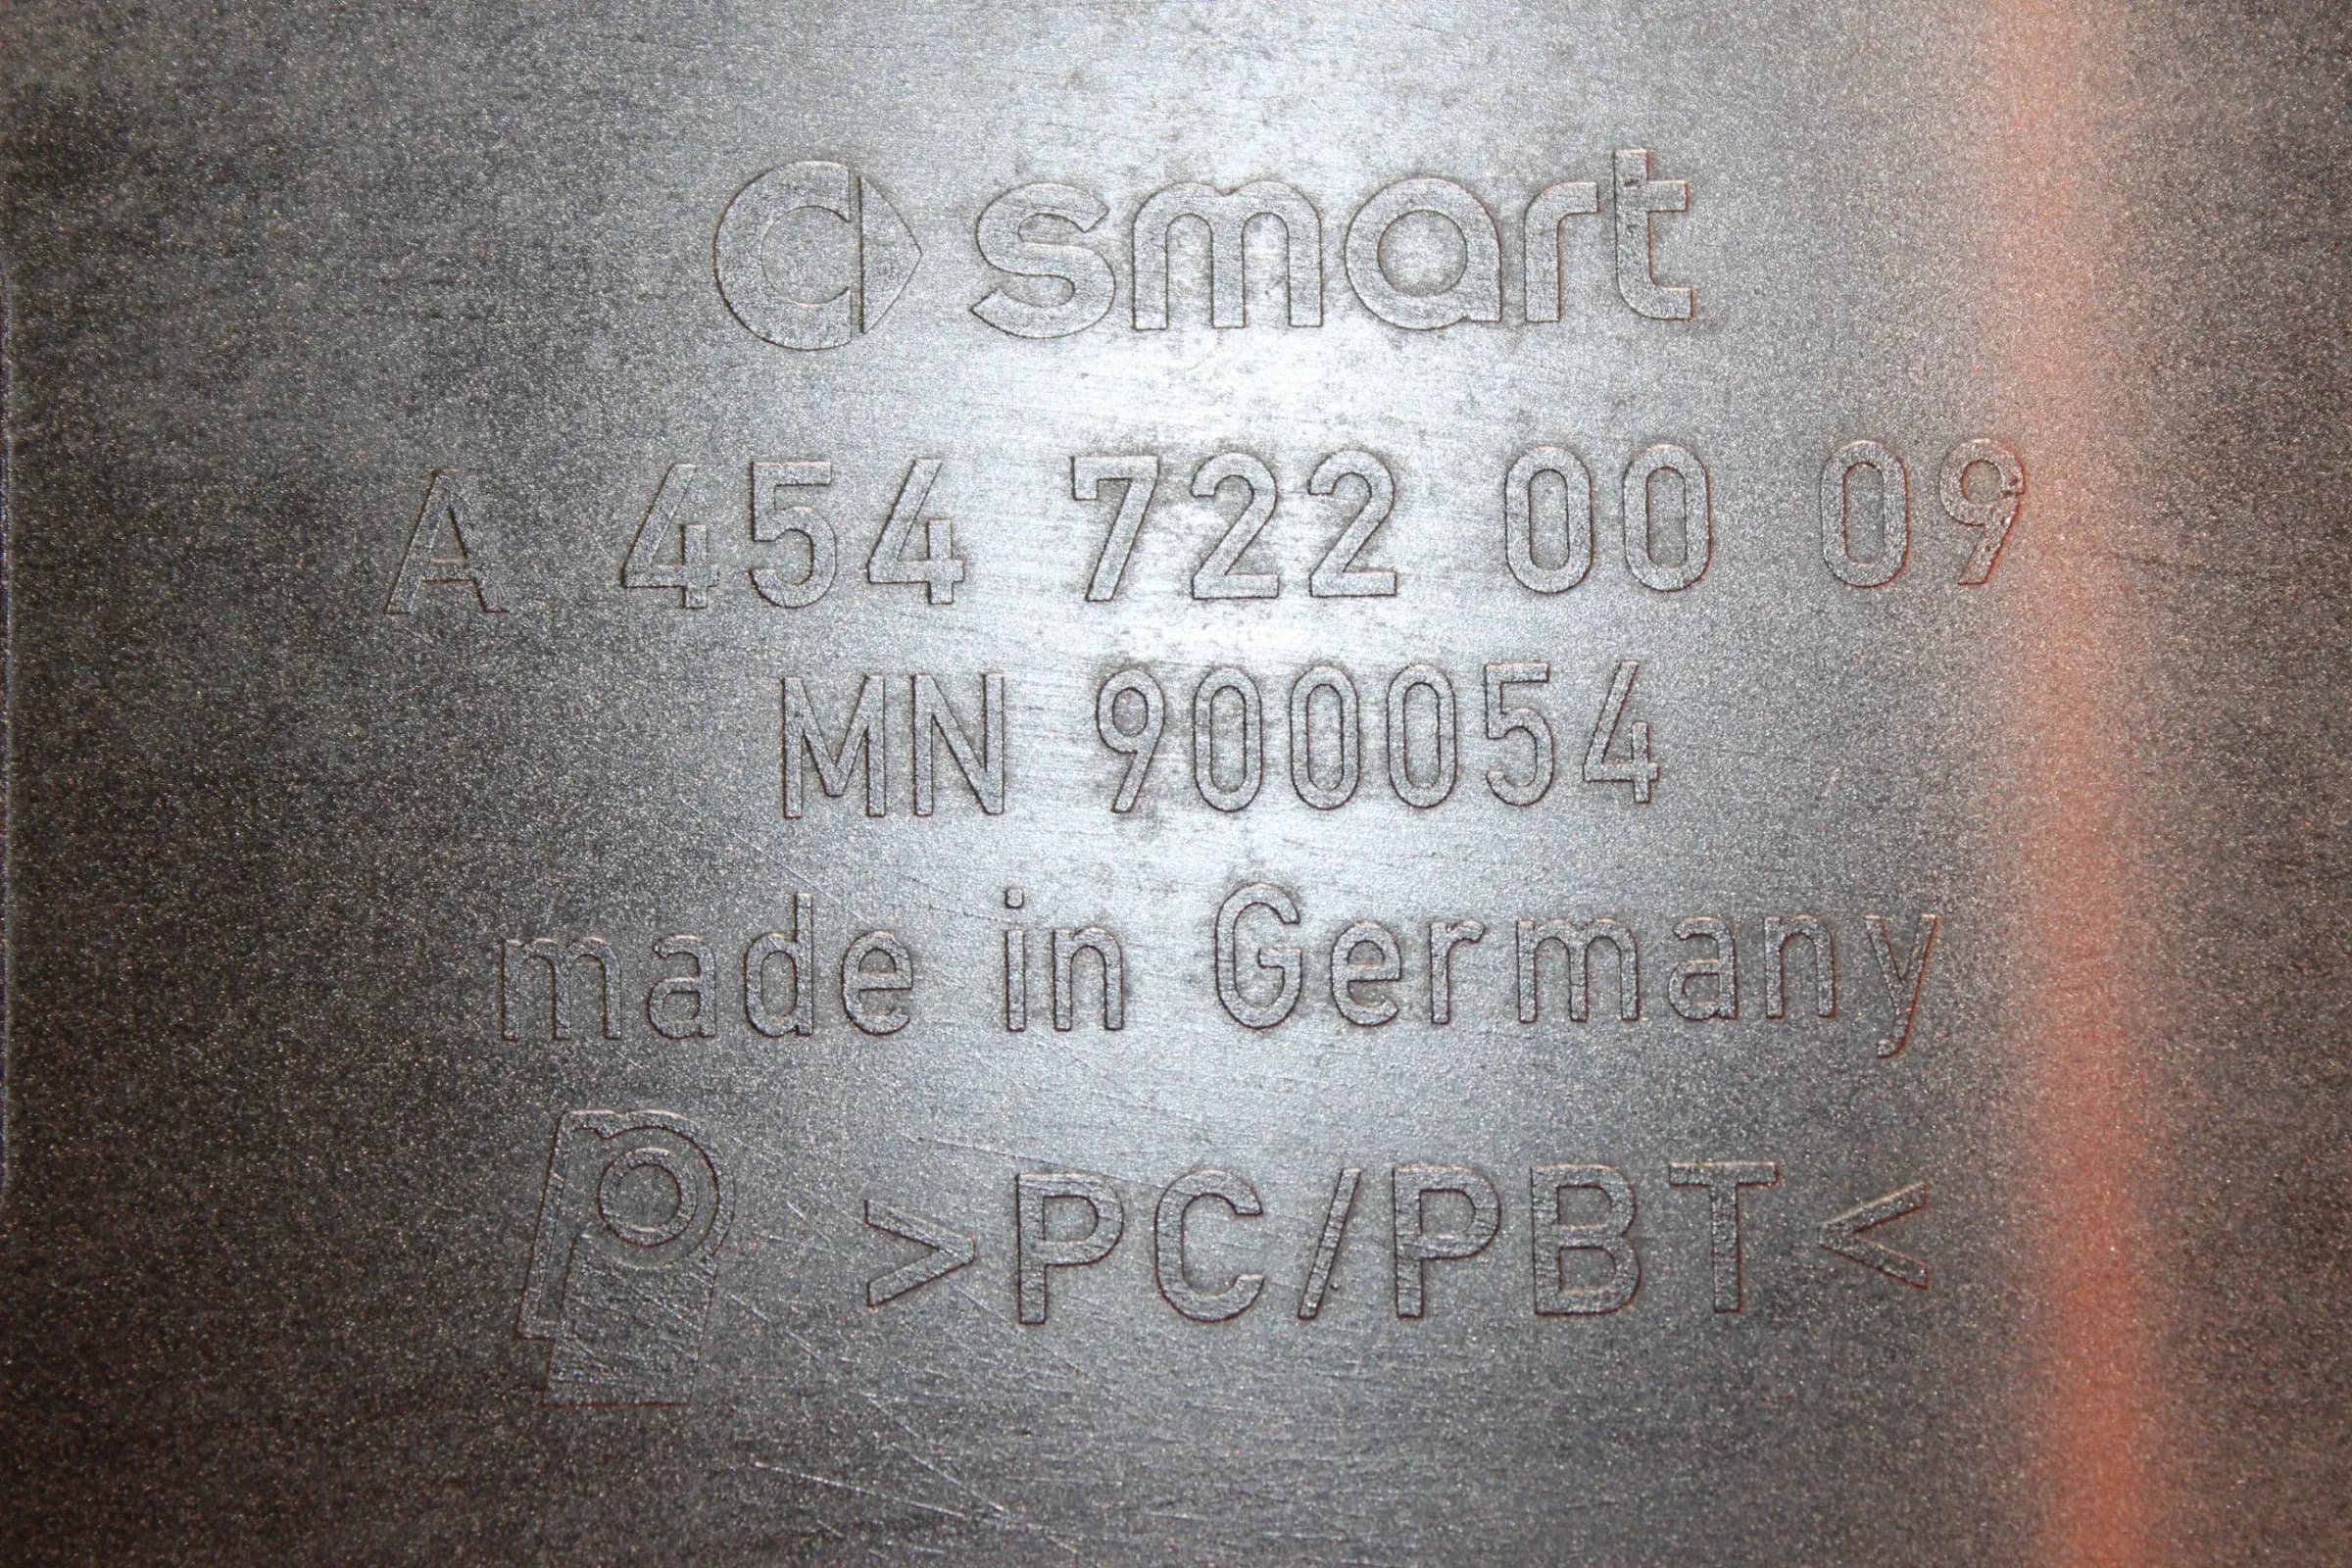 smart
A 454 722 00 09
MN 900054
made in Germany
>PC/PBT<